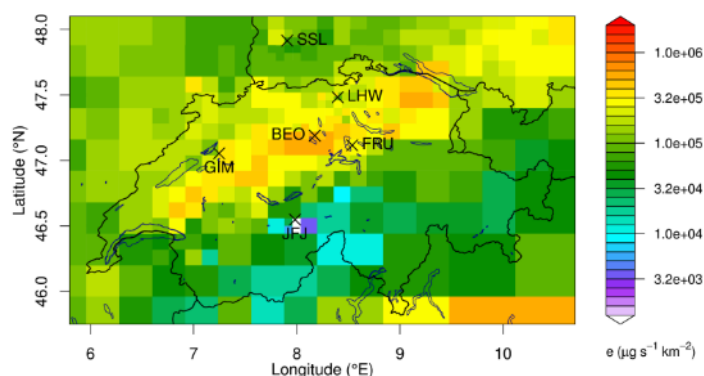 48.0
47.5
47.0
46.5
46.0
Latitude (°N)
SSL
LHW
BEO
FRU
GIM
JFJ
6
7
8
9
10
Longitude (°E)
1.0e+06
3.2e+05
1.0e+05
3.2e+04
1.0e+04
3.2e+03
e (μg s⁻¹ km⁻²)